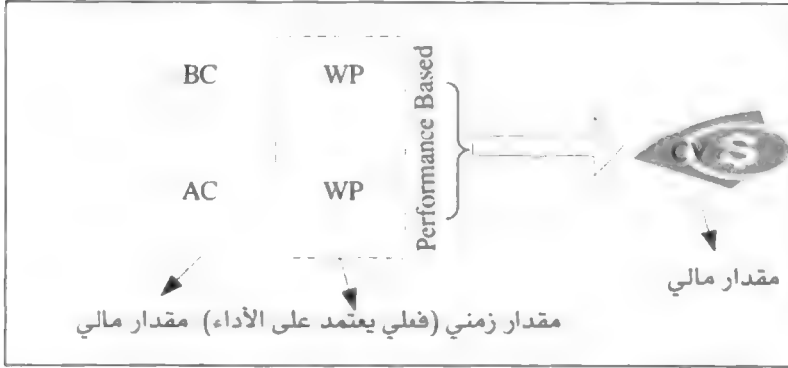 BC WP
Performance Based
CV $
AC WP
مقدار مالي
مقدار زمني (فعلي يعتمد على الأداء) مقدار مالي